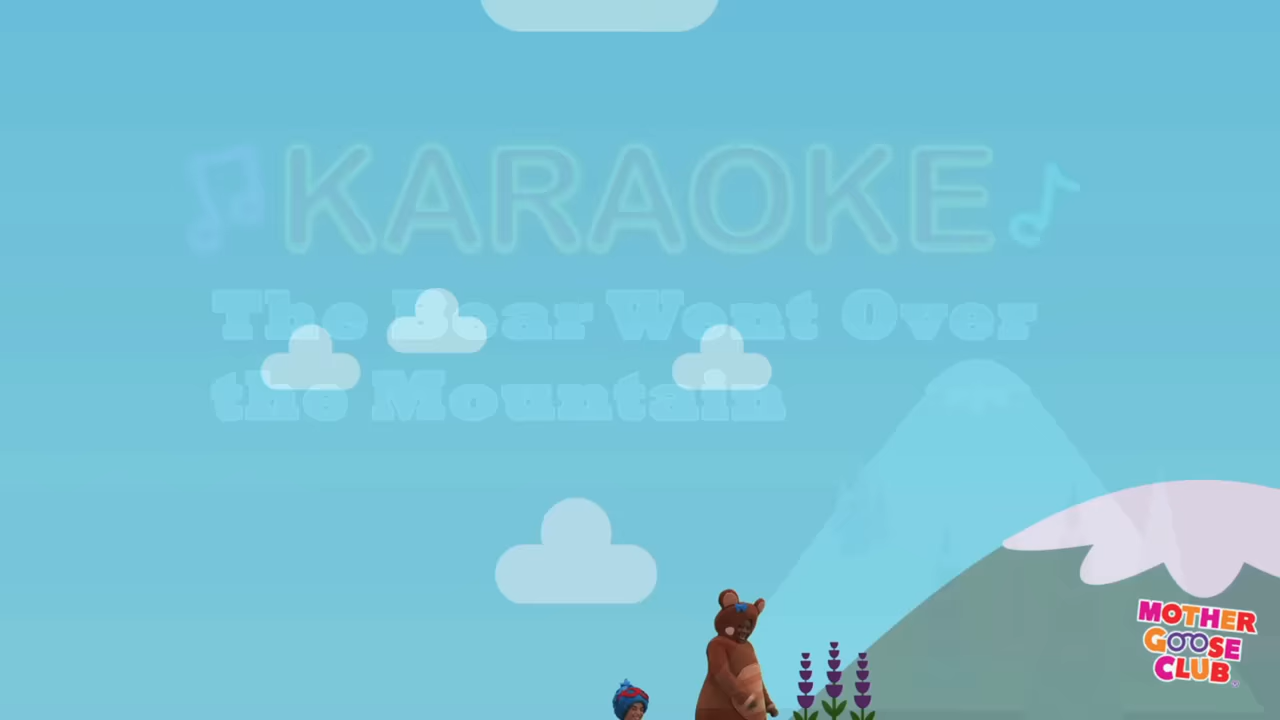 KARAOKE
The Bear Went Over
the Mountain
MOTHER
GOOSE
CLUB